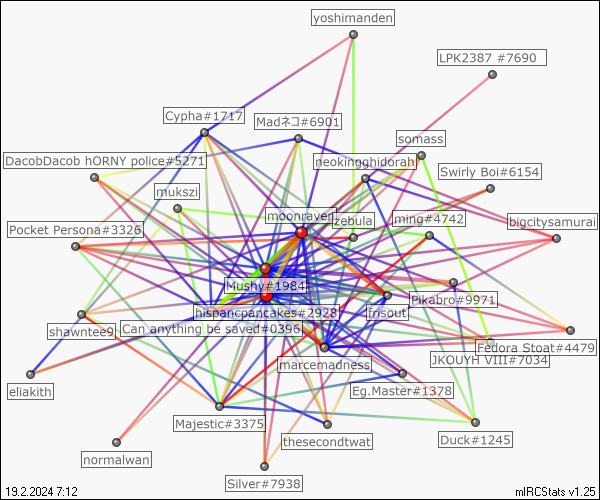 yoshimanden
LPK2387 #7690
Cypha#1717
Madネコ#6901
somass
DacobDacob hORNY police#5271
neokingghidorah
Swirly Boi#6154
mukszi
moonraven
zebula
ming#4742
bigcitysamurai
Pocket Persona#3326
Mushy#1984
Pikabro#9971
hispancpancakes#2928
frisout
shawntee9
Can anything be saved#0396
Fedora Stoat#4479
JKOUYH VIII#7034
marcemadness
eliakith
Eg.Master#1378
Majestic#3375
thesecondtwat
Duck#1245
normalwan
Silver#7938
19.2.2024 7:12
mIRCStats v1.25